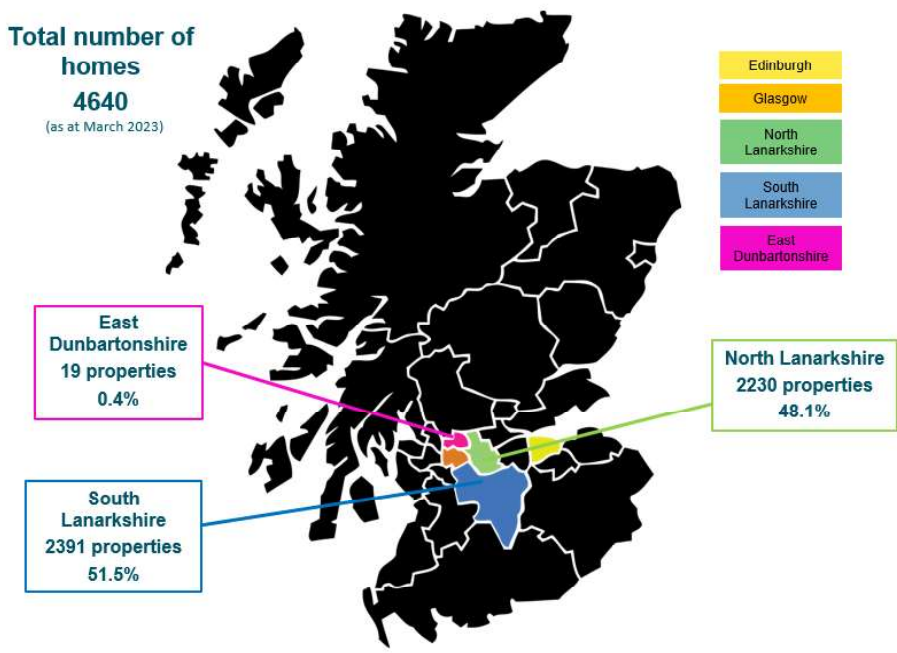 Total number of
homes
4640
(as at March 2023)
Edinburgh
Glasgow
North
Lanarkshire
South
Lanarkshire
East
Dunbartonshire
East
Dunbartonshire
19 properties
0.4%
North Lanarkshire
2230 properties
48.1%
South
Lanarkshire
2391 properties
51.5%